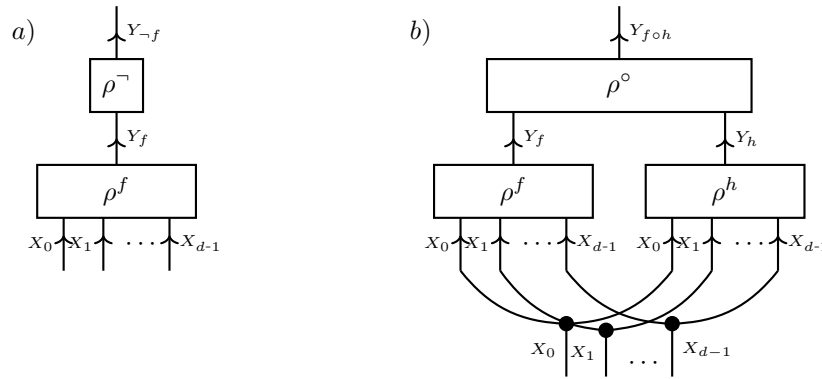 a) Y¬f
ρ¬
Yf
ρf
X0 X1 ... Xd-1
b) Yf∘h
ρ∘
Yf Yh
ρf ρh
X0 X1 ... Xd-1 X0 X1 ... Xd-1
X0 X1 ... Xd−1